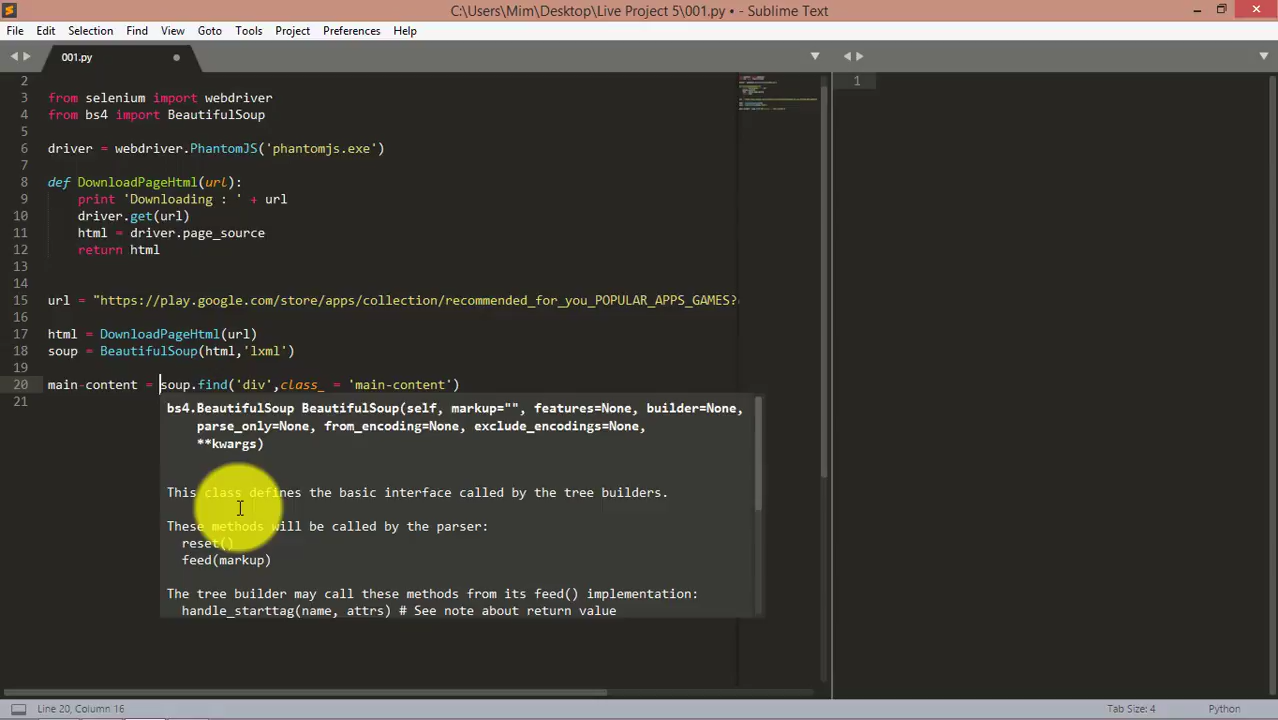 C:\Users\Mim\Desktop\Live Project 5\001.py • - Sublime Text
File Edit Selection Find View Goto Tools Project Preferences Help
001.py
2
3 from selenium import webdriver
4 from bs4 import BeautifulSoup
5
6 driver = webdriver.PhantomJS('phantomjs.exe')
7
8 def DownloadPageHtml(url):
9 print 'Downloading : ' + url
10 driver.get(url)
11 html = driver.page_source
12 return html
13
14
15 url = "https://play.google.com/store/apps/collection/recommended_for_you_POPULAR_APPS_GAMES?
16
17 html = DownloadPageHtml(url)
18 soup = BeautifulSoup(html,'lxml')
19
20 main-content = soup.find('div',class_ = 'main-content')
21
bs4.BeautifulSoup BeautifulSoup(self, markup="", features=None, builder=None,
parse_only=None, from_encoding=None, exclude_encodings=None,
**kwargs)
This class defines the basic interface called by the tree builders.
These methods will be called by the parser:
reset()
feed(markup)
The tree builder may call these methods from its feed() implementation:
handle_starttag(name, attrs) # See note about return value
1
Line 20, Column 16
Tab Size: 4
Python